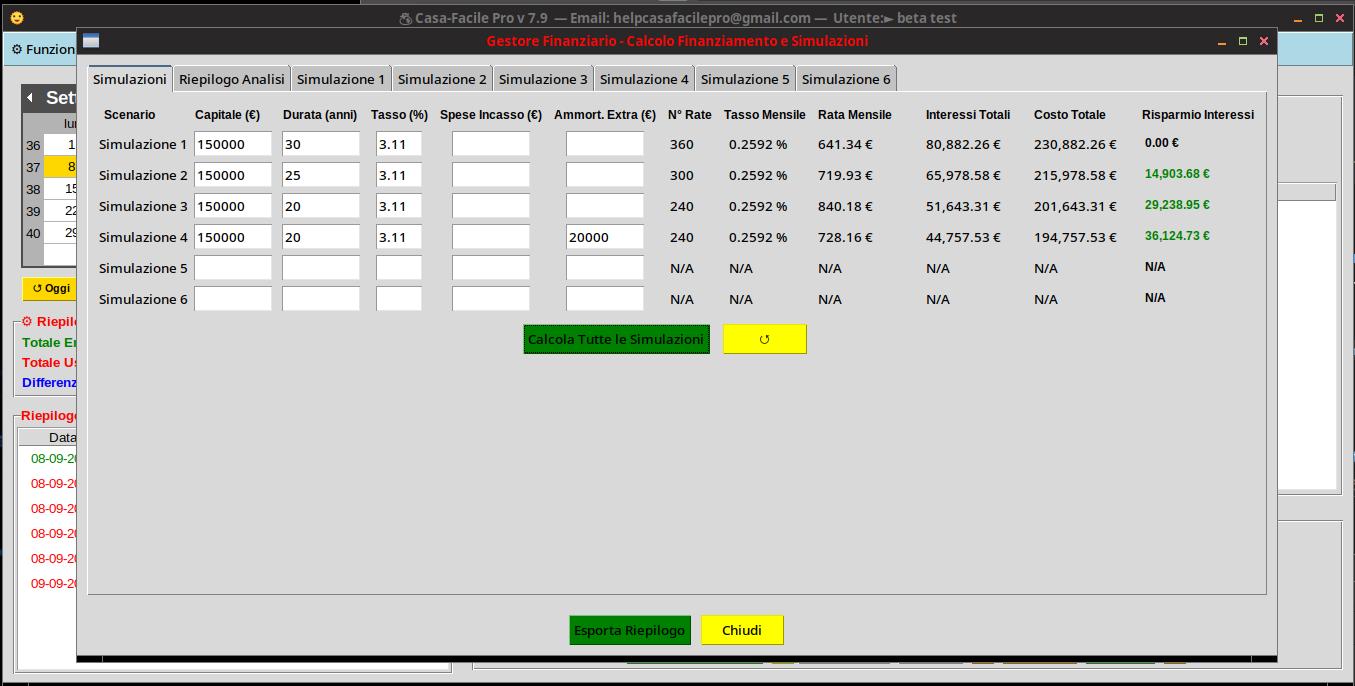 Casa-Facile Pro v 7.9 — Email: helpcasafacilepro@gmail.com — Utente:► beta test
Gestore Finanziario - Calcolo Finanziamento e Simulazioni
⚙ Funzion
Simulazioni Riepilogo Analisi Simulazione 1 Simulazione 2 Simulazione 3 Simulazione 4 Simulazione 5 Simulazione 6
Scenario Capitale (€) Durata (anni) Tasso (%) Spese Incasso (€) Ammort. Extra (€) N° Rate Tasso Mensile Rata Mensile Interessi Totali Costo Totale Risparmio Interessi
Simulazione 1 150000 30 3.11 360 0.2592 % 641.34 € 80,882.26 € 230,882.26 € 0.00 €
Simulazione 2 150000 25 3.11 300 0.2592 % 719.93 € 65,978.58 € 215,978.58 € 14,903.68 €
Simulazione 3 150000 20 3.11 240 0.2592 % 840.18 € 51,643.31 € 201,643.31 € 29,238.95 €
Simulazione 4 150000 20 3.11 20000 240 0.2592 % 728.16 € 44,757.53 € 194,757.53 € 36,124.73 €
Simulazione 5 N/A N/A N/A N/A N/A N/A
Simulazione 6 N/A N/A N/A N/A N/A N/A
Calcola Tutte le Simulazioni ↺
Esporta Riepilogo Chiudi
Sett
lu
36 1
37 8
38 15
39 22
40 29
↺ Oggi
⚙ Riepil
Totale E
Totale U
Differenz
Riepilog
Data
08-09-20
08-09-20
08-09-20
08-09-20
08-09-20
09-09-20